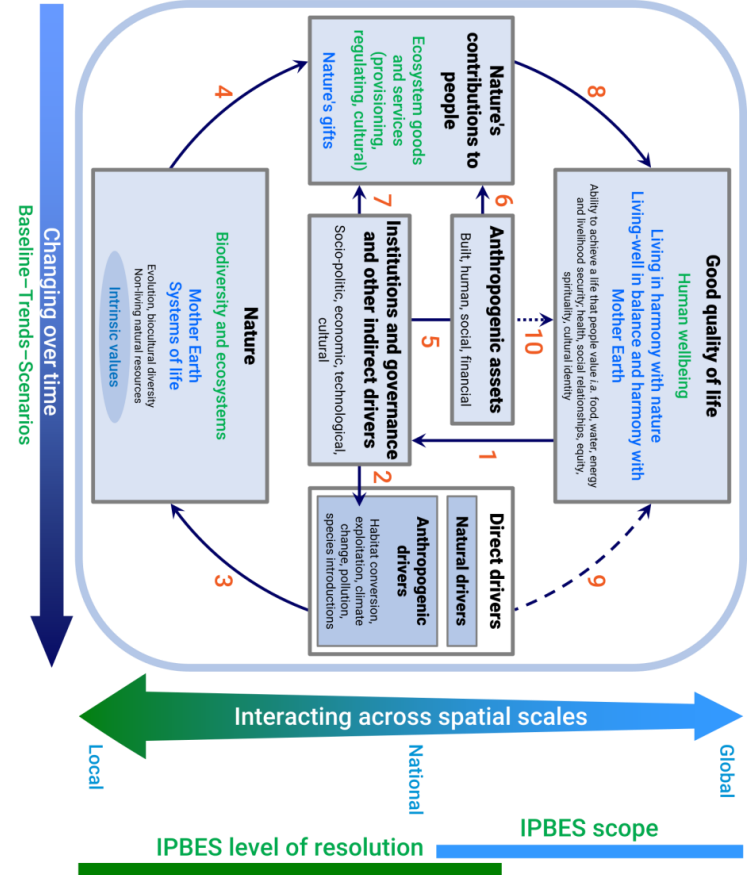 Good quality of life
Human wellbeing
Living in harmony with nature
Living-well in balance and harmony with
Mother Earth
Ability to achieve a life that people value i.a. food, water, energy
and livelihood security, health, social relationships, equity,
spirituality, cultural identity
8
10
1
9
Nature's
contributions to
people
Ecosystem goods
and services
(provisioning,
regulating, cultural)
Nature's gifts
6
Anthropogenic assets
Built, human, social, financial
5
7
Institutions and governance
and other indirect drivers
Socio-politic, economic, technological,
cultural
2
Direct drivers
Natural drivers
Anthropogenic
drivers
Habitat conversion,
exploitation, climate
change, pollution,
species introductions
4
3
Nature
Biodiversity and ecosystems
Mother Earth
Systems of life
Evolution, biocultural diversity
Non-living natural resources
Intrinsic values
Changing over time
Baseline–Trends–Scenarios
Interacting across spatial scales
Global
National
Local
IPBES scope
IPBES level of resolution